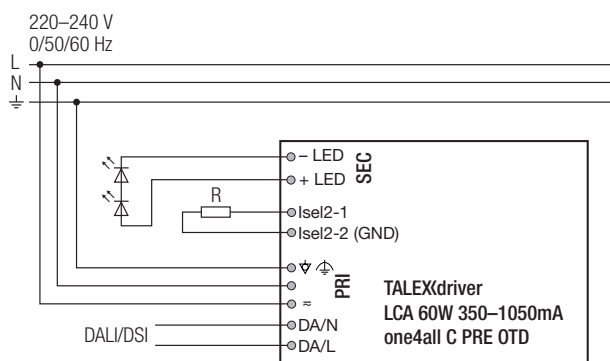 220–240 V
0/50/60 Hz
L
N
– LED
+ LED
SEC
R
Isel2-1
Isel2-2 (GND)
PRI
≂
DALI/DSI
DA/N
DA/L
TALEXXdriver
LCA 60W 350–1050mA
one4all C PRE OTD